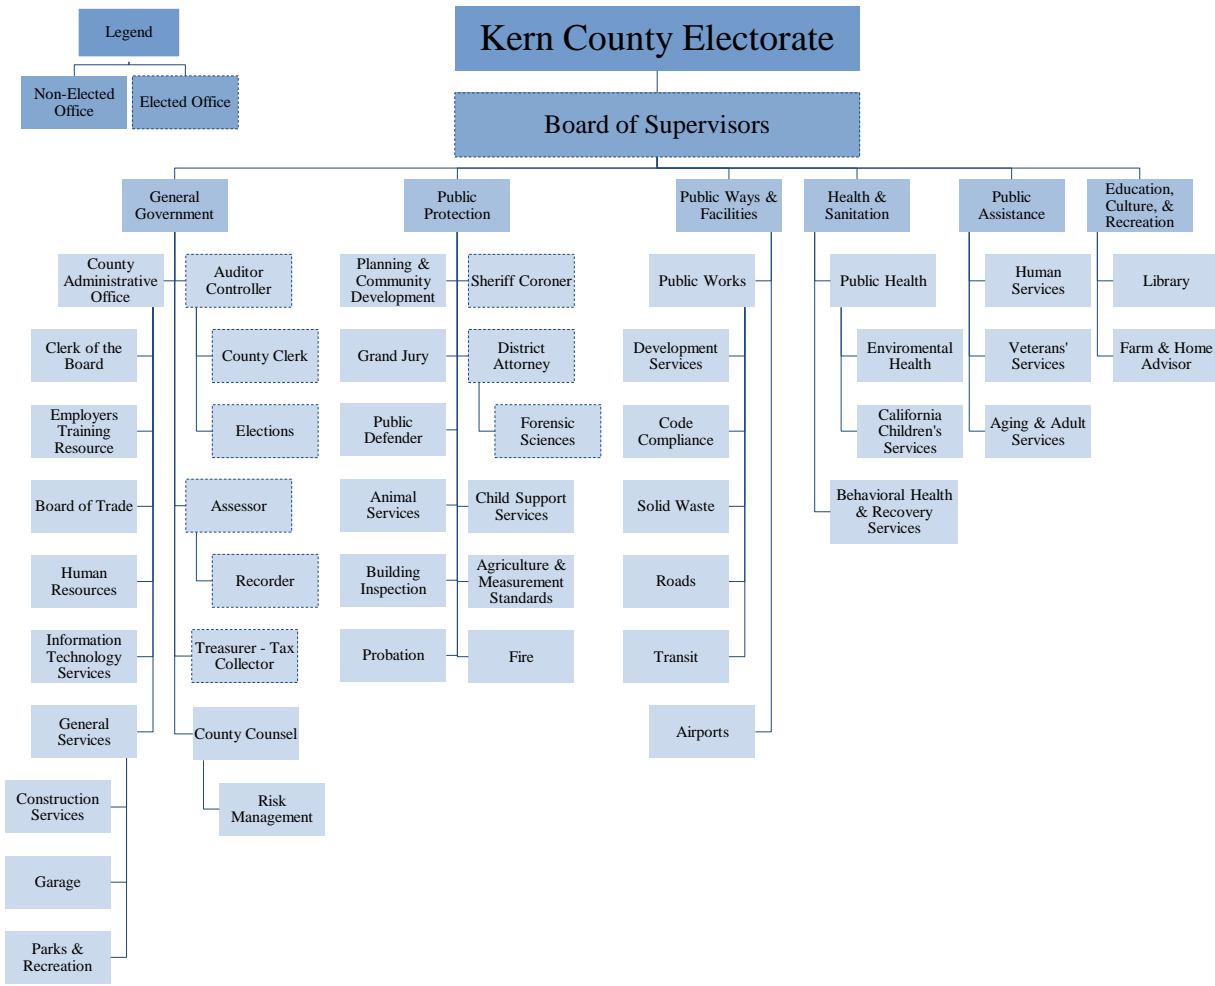 Legend
Non-Elected
Office
Elected Office
Kern County Electorate
Board of Supervisors
General
Government
County
Administrative
Office
Clerk of the
Board
Employers
Training
Resource
Board of Trade
Human
Resources
Information
Technology
Services
General
Services
Construction
Services
Garage
Parks &
Recreation
Auditor
Controller
County Clerk
Elections
Assessor
Recorder
Treasurer - Tax
Collector
County Counsel
Risk
Management
Public
Protection
Planning &
Community
Development
Grand Jury
Public
Defender
Animal
Services
Building
Inspection
Probation
Sheriff Coroner
District
Attorney
Forensic
Sciences
Child Support
Services
Agriculture &
Measurement
Standards
Fire
Public Ways &
Facilities
Public Works
Development
Services
Code
Compliance
Solid Waste
Roads
Transit
Airports
Health &
Sanitation
Public Health
Enviromental
Health
California
Children's
Services
Behavioral Health
& Recovery
Services
Public
Assistance
Human
Services
Veterans'
Services
Aging & Adult
Services
Education,
Culture, &
Recreation
Library
Farm & Home
Advisor